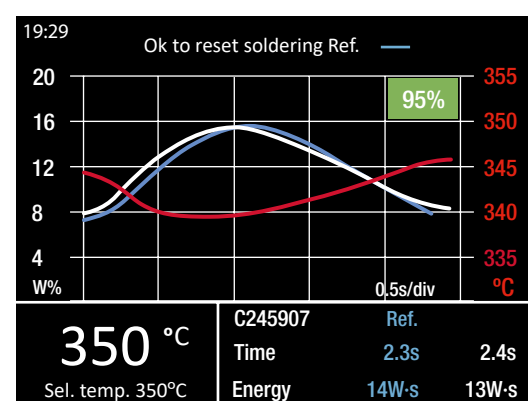 19:29
Ok to reset soldering Ref.
20 355
95%
16 350
12 345
8 340
4 335
W% 0.5s/div ºC
350 °C
Sel. temp. 350ºC
C245907 Ref.
Time 2.3s 2.4s
Energy 14W·s 13W·s